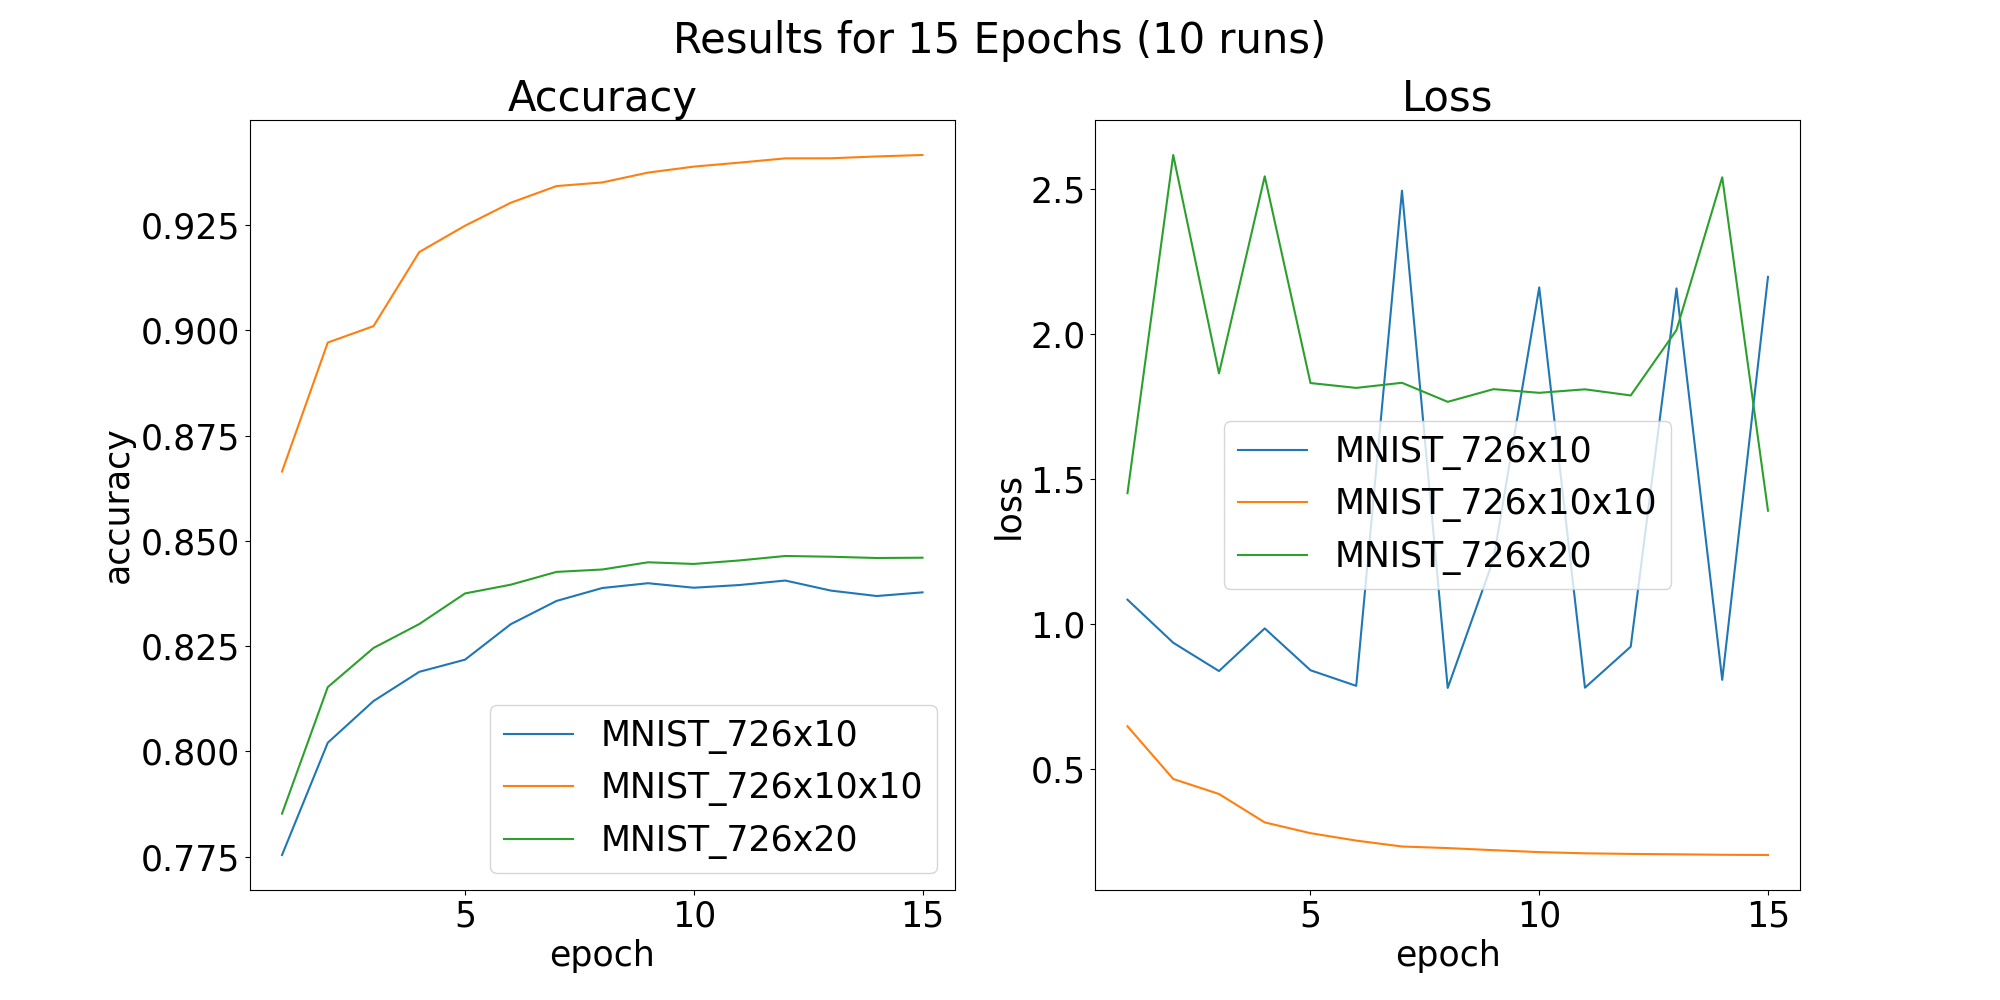 Results for 15 Epochs (10 runs)
Accuracy
accuracy
0.925
0.900
0.875
0.850
0.825
0.800
0.775
MNIST_726x10
MNIST_726x10x10
MNIST_726x20
5 10 15
epoch
Loss
loss
2.5
2.0
1.5
1.0
0.5
MNIST_726x10
MNIST_726x10x10
MNIST_726x20
5 10 15
epoch